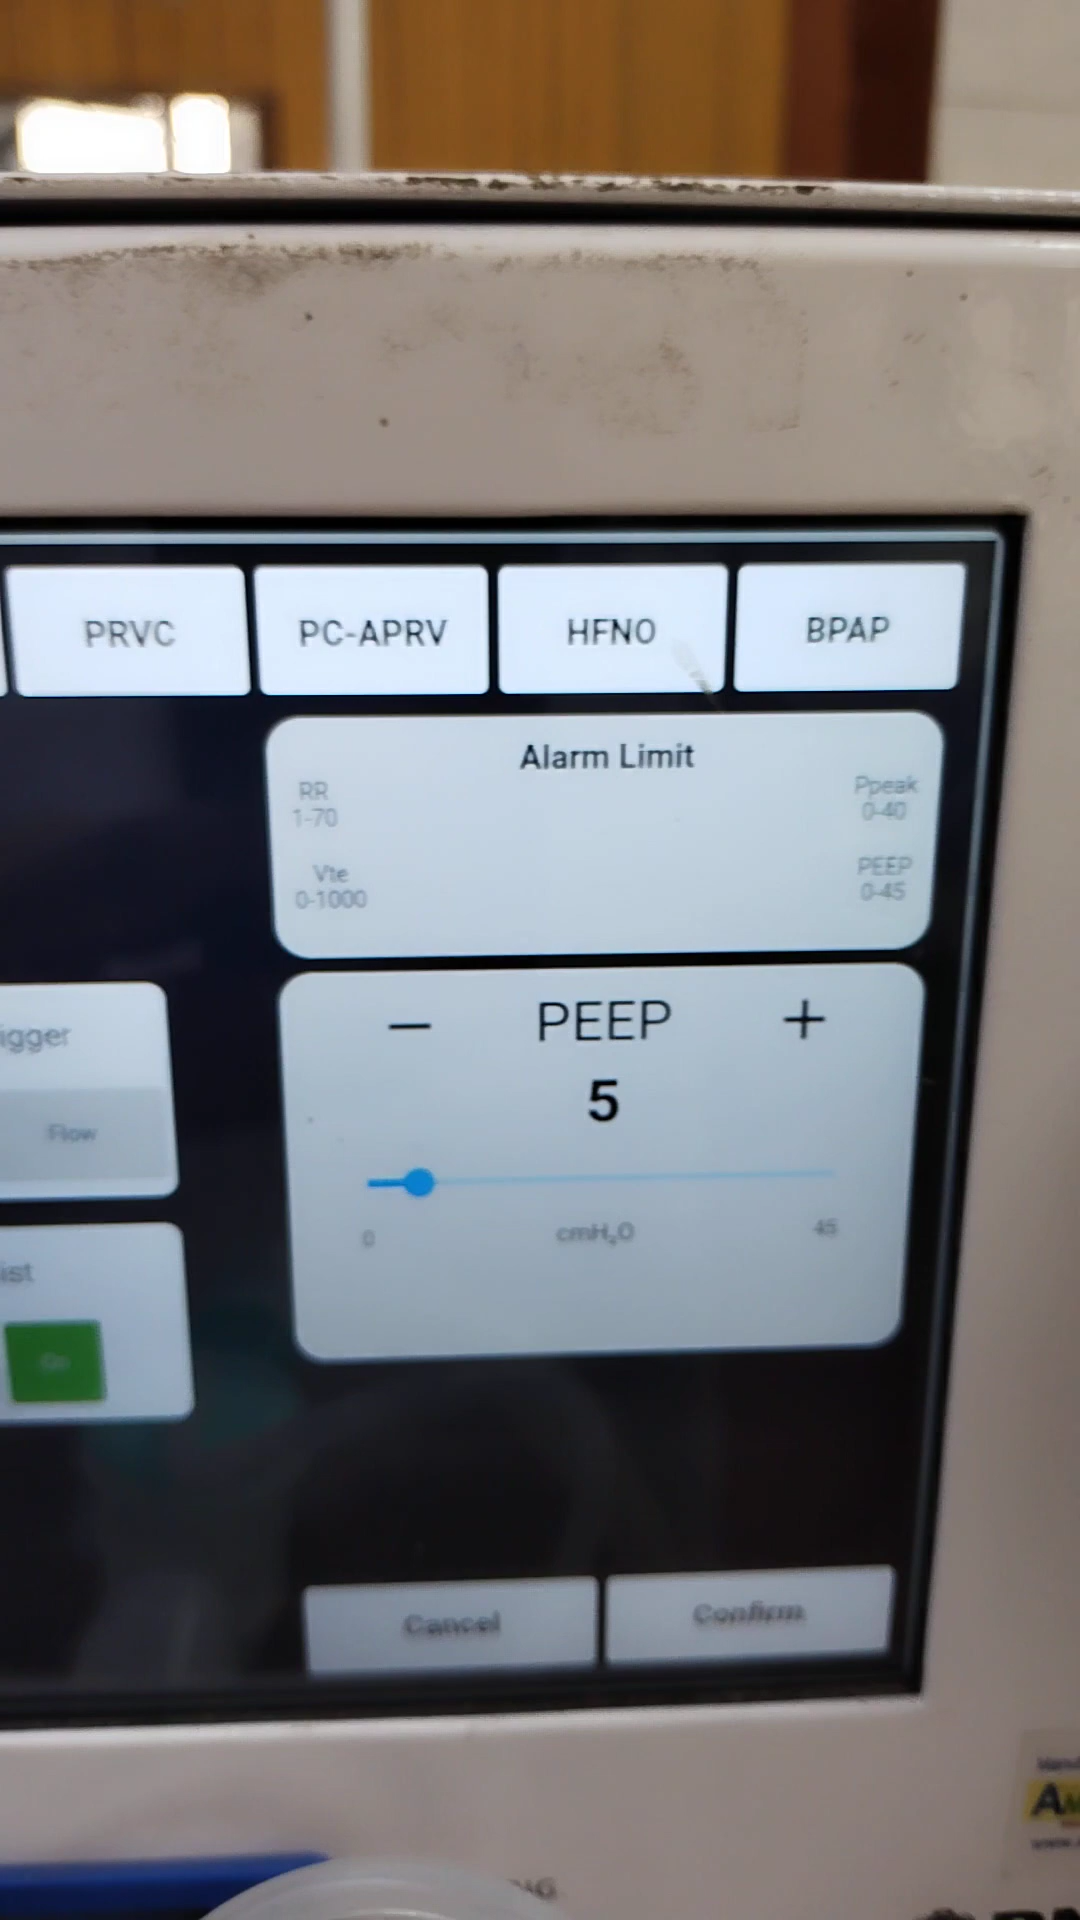 PRVC
PC-APRV
HFNO
BPAP
Alarm Limit
RR
1-70
Ppeak
0-40
Vte
0-1000
PEEP
0-45
igger
Flow
− PEEP +
5
0
cmH₂O
45
ist
On
Cancel
Confirm